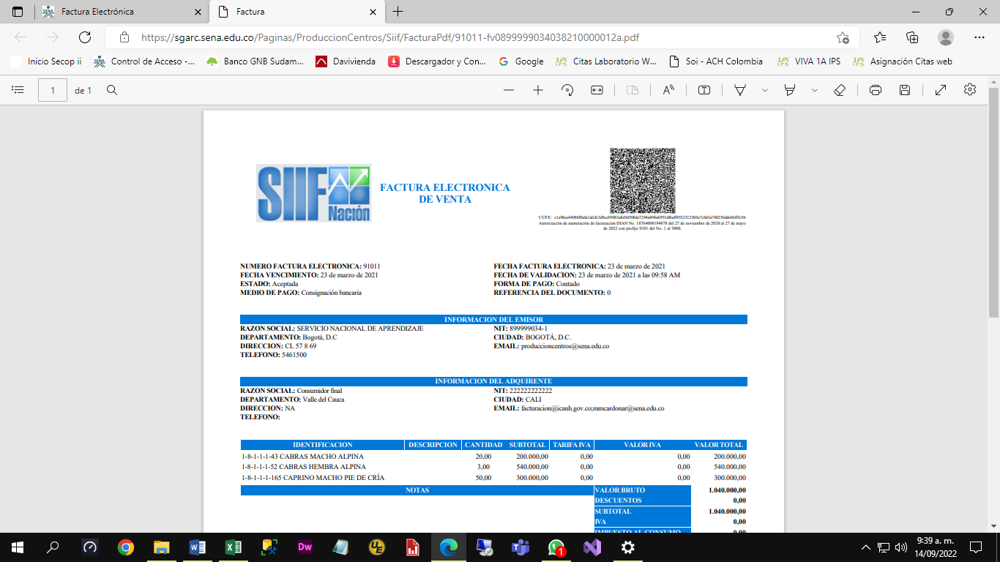 Factura Electrónica
Factura
https://sgarc.sena.edu.co/Paginas/ProduccionCentros/Siif/FacturaPdf/91011-fv0899999034038210000012a.pdf
Inicio Secop ii
Control de Acceso -...
Banco GNB Sudam...
Davivienda
Descargador y Con...
Google
Citas Laboratorio W...
Soi - ACH Colombia
VIVA 1A IPS
Asignación Citas web
1 de 1
SIIF Nación
FACTURA ELECTRONICA
DE VENTA
CUFE:
Autorización de numeración de facturación DIAN No. 18764008194878 del 27 de noviembre de 2020 al 27 de mayo
de 2022 con prefijo 9101 del No. 1 al 3000.
NUMERO FACTURA ELECTRONICA: 91011
FECHA FACTURA ELECTRONICA: 23 de marzo de 2021
FECHA VENCIMIENTO: 23 de marzo de 2021
FECHA DE VALIDACION: 23 de marzo de 2021 a las 09:58 AM
ESTADO: Aceptada
FORMA DE PAGO: Contado
MEDIO DE PAGO: Consignación bancaria
REFERENCIA DEL DOCUMENTO: 0
INFORMACION DEL EMISOR
RAZON SOCIAL: SERVICIO NACIONAL DE APRENDIZAJE
NIT: 899999034-1
DEPARTAMENTO: Bogotá, D.C
CIUDAD: BOGOTÁ, D.C.
DIRECCION: CL 57 8 69
EMAIL: produccioncentros@sena.edu.co
TELEFONO: 5461500
INFORMACION DEL ADQUIRENTE
RAZON SOCIAL: Consumidor final
NIT: 222222222222
DEPARTAMENTO: Valle del Cauca
CIUDAD: CALI
DIRECCION: NA
EMAIL: facturacion@icanh.gov.co;mmcardonar@sena.edu.co
TELEFONO:
IDENTIFICACION DESCRIPCION CANTIDAD SUBTOTAL TARIFA IVA VALOR IVA VALOR TOTAL
1-8-1-1-1-43 CABRAS MACHO ALPINA 20,00 200.000,00 0,00 0,00 200.000,00
1-8-1-1-1-52 CABRAS HEMBRA ALPINA 3,00 540.000,00 0,00 0,00 540.000,00
1-8-1-1-1-165 CAPRINO MACHO PIE DE CRÍA 50,00 300.000,00 0,00 0,00 300.000,00
NOTAS
VALOR BRUTO 1.040.000,00
DESCUENTOS 0,00
SUBTOTAL 1.040.000,00
IVA 0,00
IMPUESTO AL CONSUMO 0,00
9:39 a. m.
14/09/2022